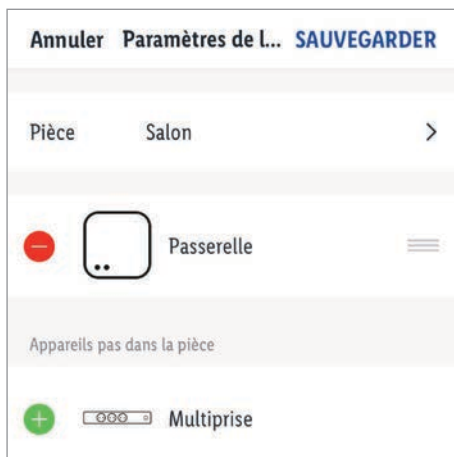 Annuler Paramètres de l... SAUVEGARDER
Pièce Salon
Passerelle
Appareils pas dans la pièce
Multiprise